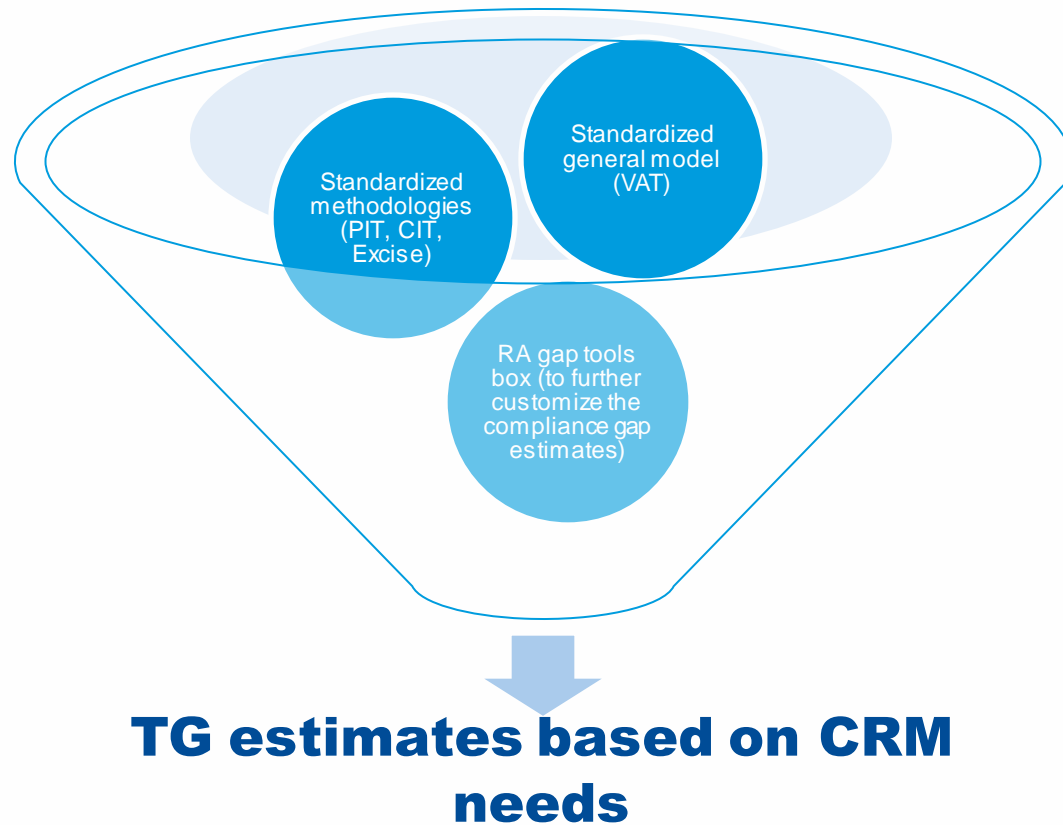 Standardized
general model
(VAT)
Standardized
methodologies
(PIT, CIT,
Excise)
RA gap tools
box (to further
customize the
compliance gap
estimates)
TG estimates based on CRM
needs